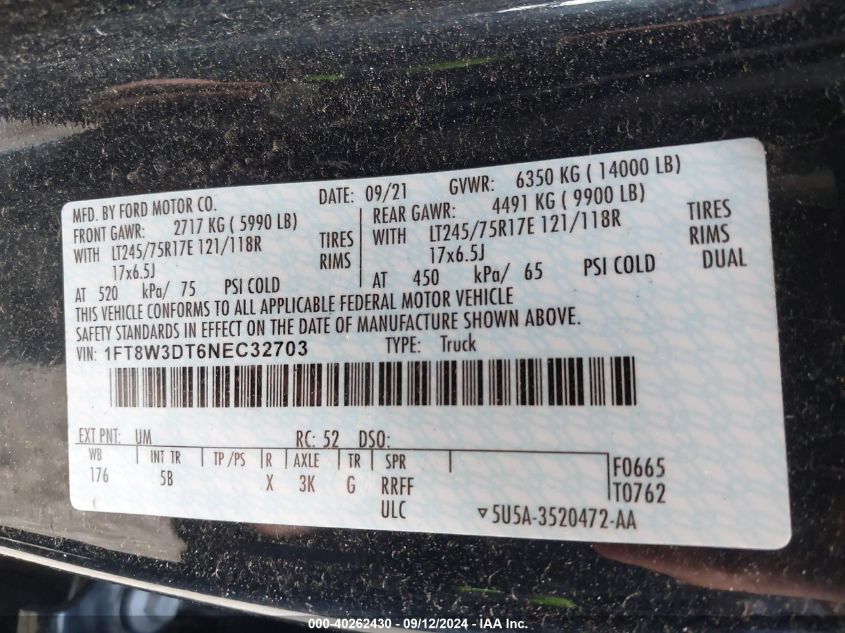 MFD. BY FORD MOTOR CO. DATE: 09/21 GVWR: 6350 KG ( 14000 LB)
FRONT GAWR: 2717 KG ( 5990 LB) REAR GAWR: 4491 KG ( 9900 LB)
WITH LT245/75R17E 121/118R TIRES WITH LT245/75R17E 121/118R TIRES
17x6.5J RIMS 17x6.5J RIMS
AT 520 kPa/ 75 PSI COLD AT 450 kPa/ 65 PSI COLD DUAL
THIS VEHICLE CONFORMS TO ALL APPLICABLE FEDERAL MOTOR VEHICLE
SAFETY STANDARDS IN EFFECT ON THE DATE OF MANUFACTURE SHOWN ABOVE.
VIN: 1FT8W3DT6NEC32703 TYPE: Truck
EXT PNT: UM RC: 52 DSO:
WB INT TR TP/PS R AXLE TR SPR
176 5B X 3K G RRFF
ULC
F0665
T0762
5U5A-3520472-AA
000-40262430 - 09/12/2024 - IAA Inc.